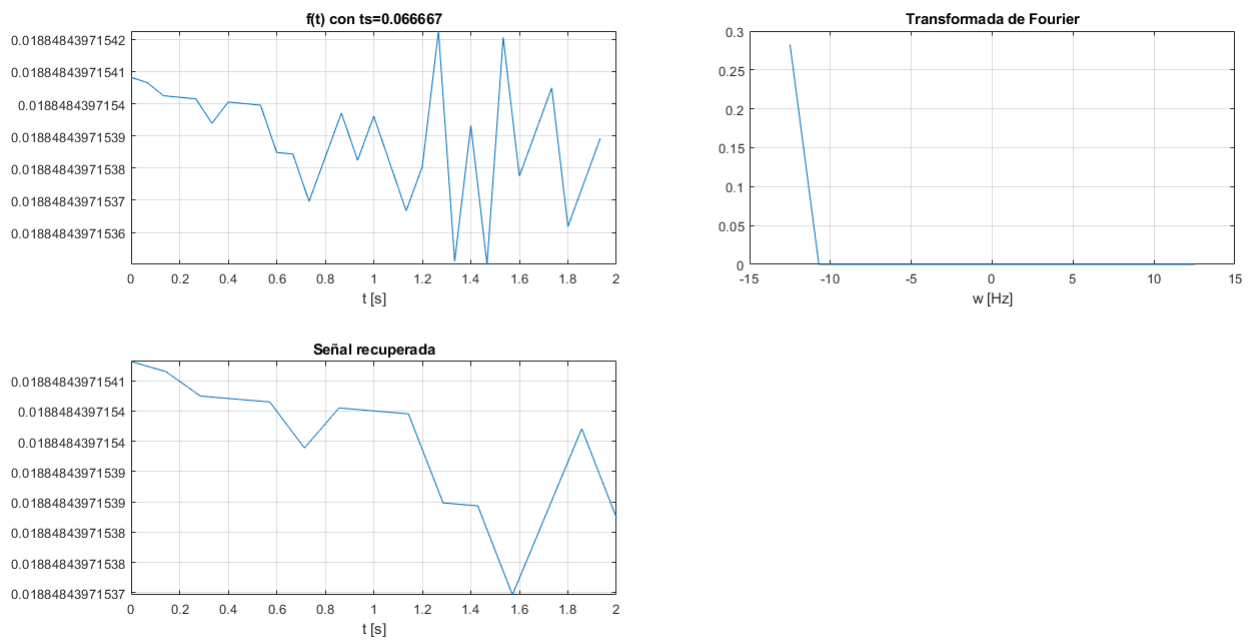 f(t) con ts=0.066667
0.01884843971542
0.01884843971541
0.0188484397154
0.01884843971539
0.01884843971538
0.01884843971537
0.01884843971536
0 0.2 0.4 0.6 0.8 1 1.2 1.4 1.6 1.8 2
t [s]
Transformada de Fourier
0.3
0.25
0.2
0.15
0.1
0.05
0
-15 -10 -5 0 5 10 15
w [Hz]
Señal recuperada
0.01884843971541
0.0188484397154
0.0188484397154
0.01884843971539
0.01884843971539
0.01884843971538
0.01884843971538
0.01884843971537
0 0.2 0.4 0.6 0.8 1 1.2 1.4 1.6 1.8 2
t [s]